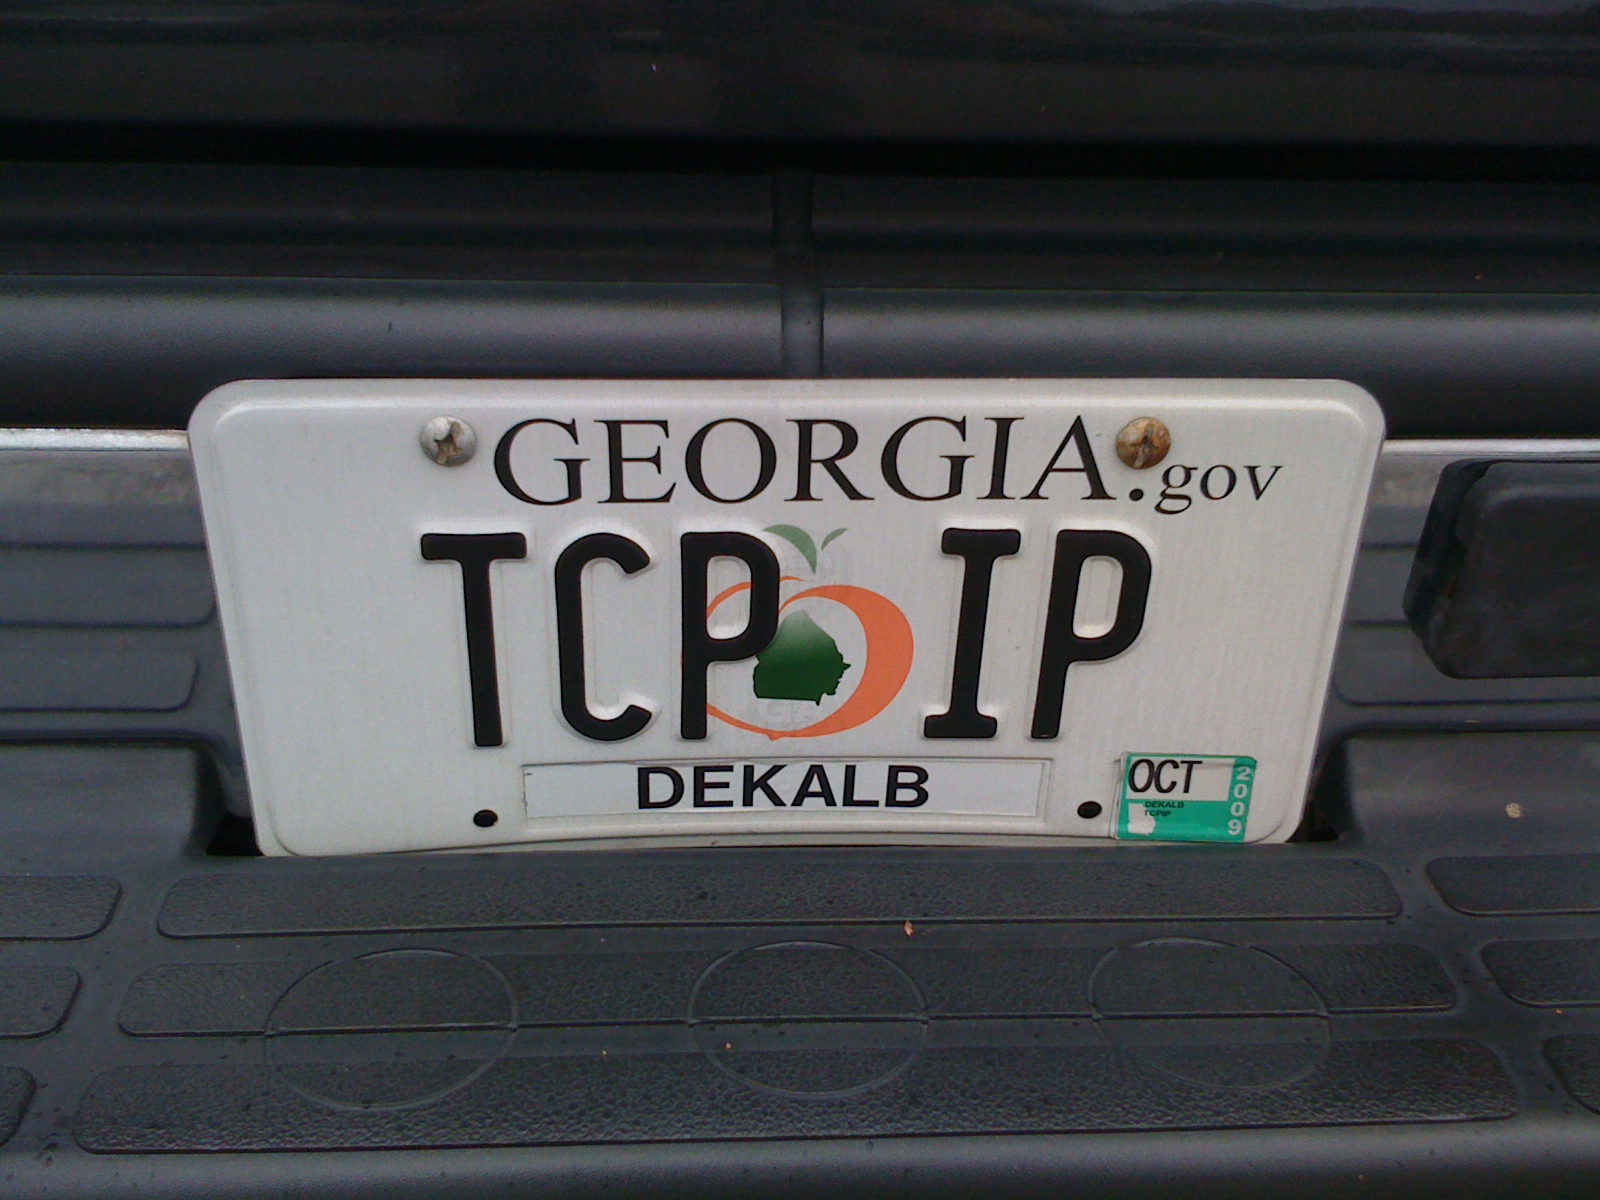 GEORGIA.gov
TCP IP
DEKALB
OCT
2009
DEKALB
TCPIP